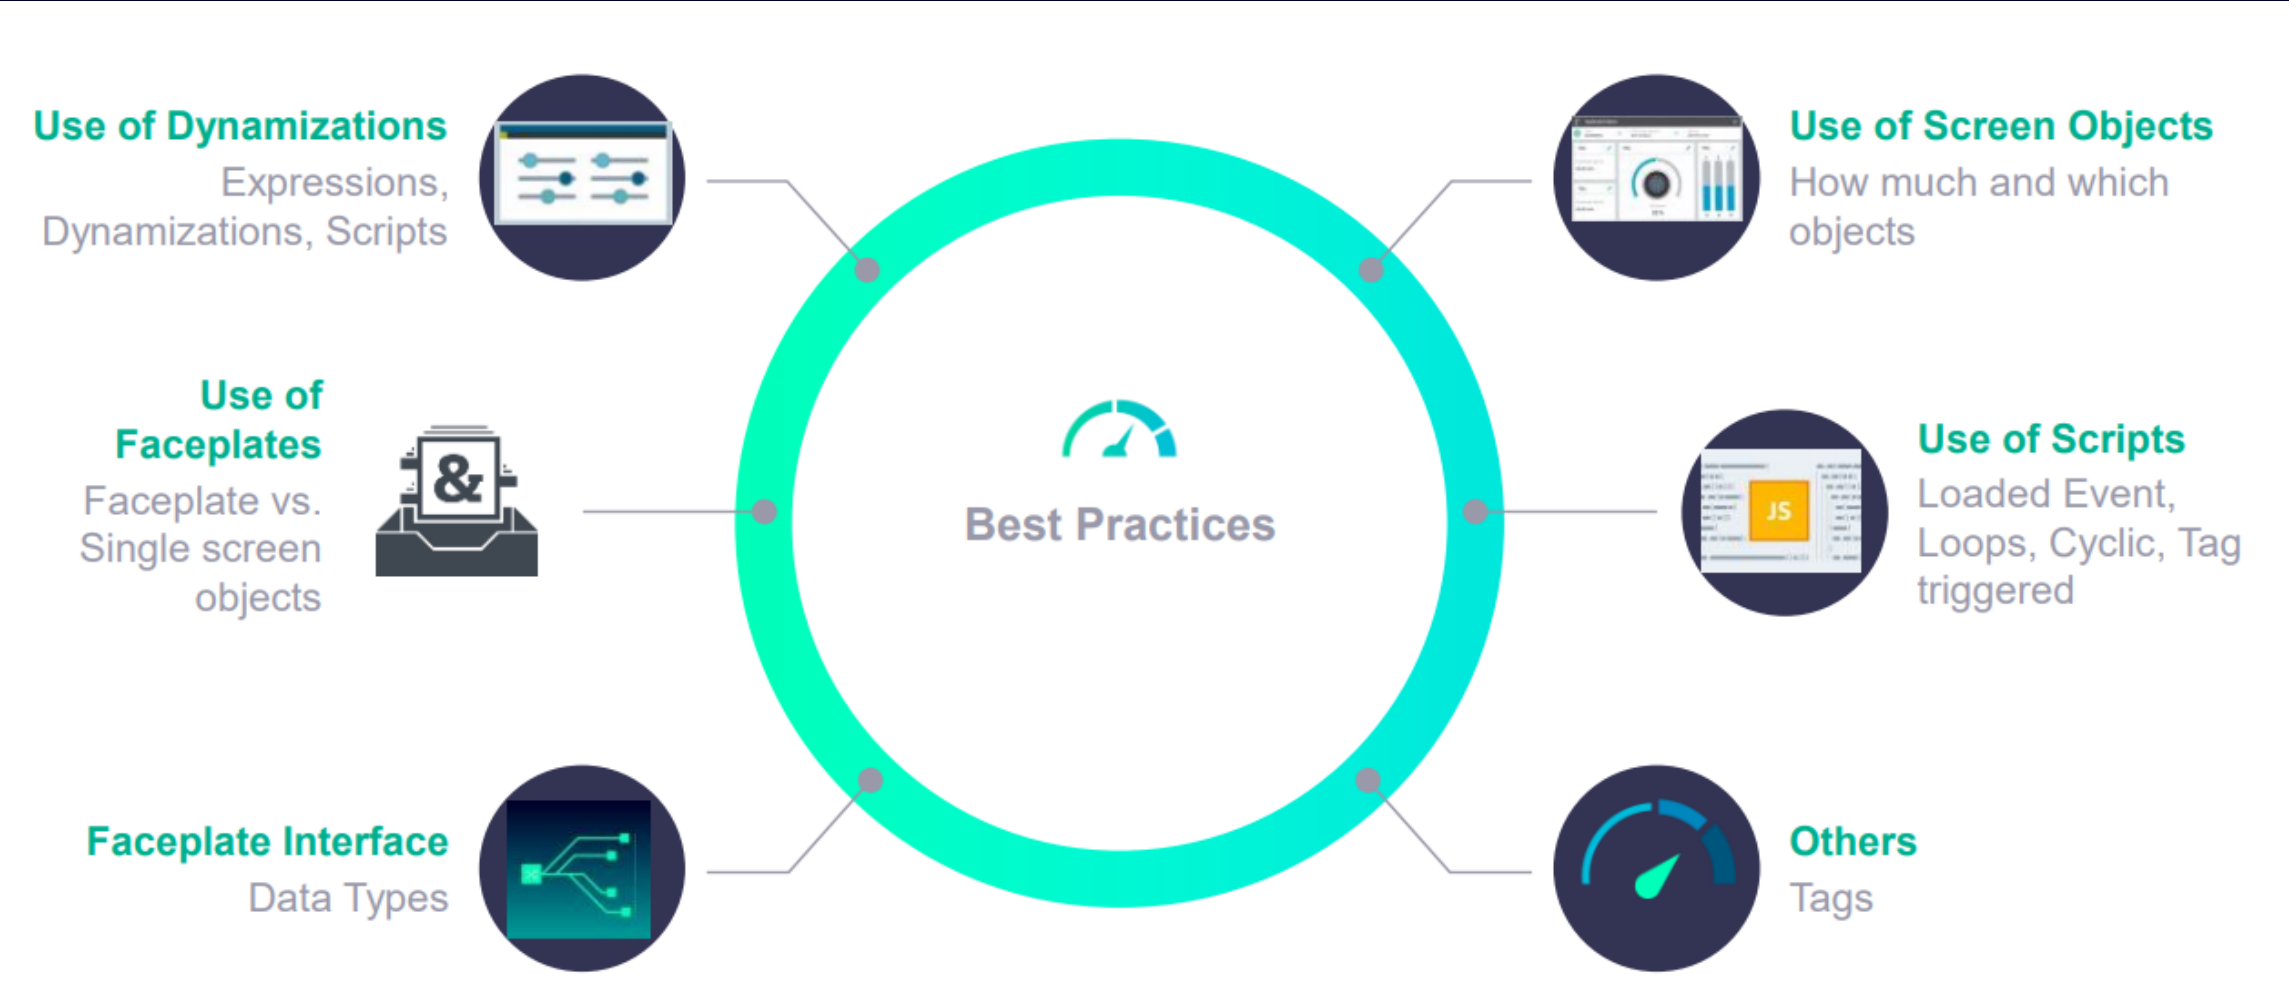 Use of Dynamizations
Expressions,
Dynamizations, Scripts
Use of
Faceplates
Faceplate vs.
Single screen
objects
&
Faceplate Interface
Data Types
Best Practices
Use of Screen Objects
How much and which
objects
JS
Use of Scripts
Loaded Event,
Loops, Cyclic, Tag
triggered
Others
Tags